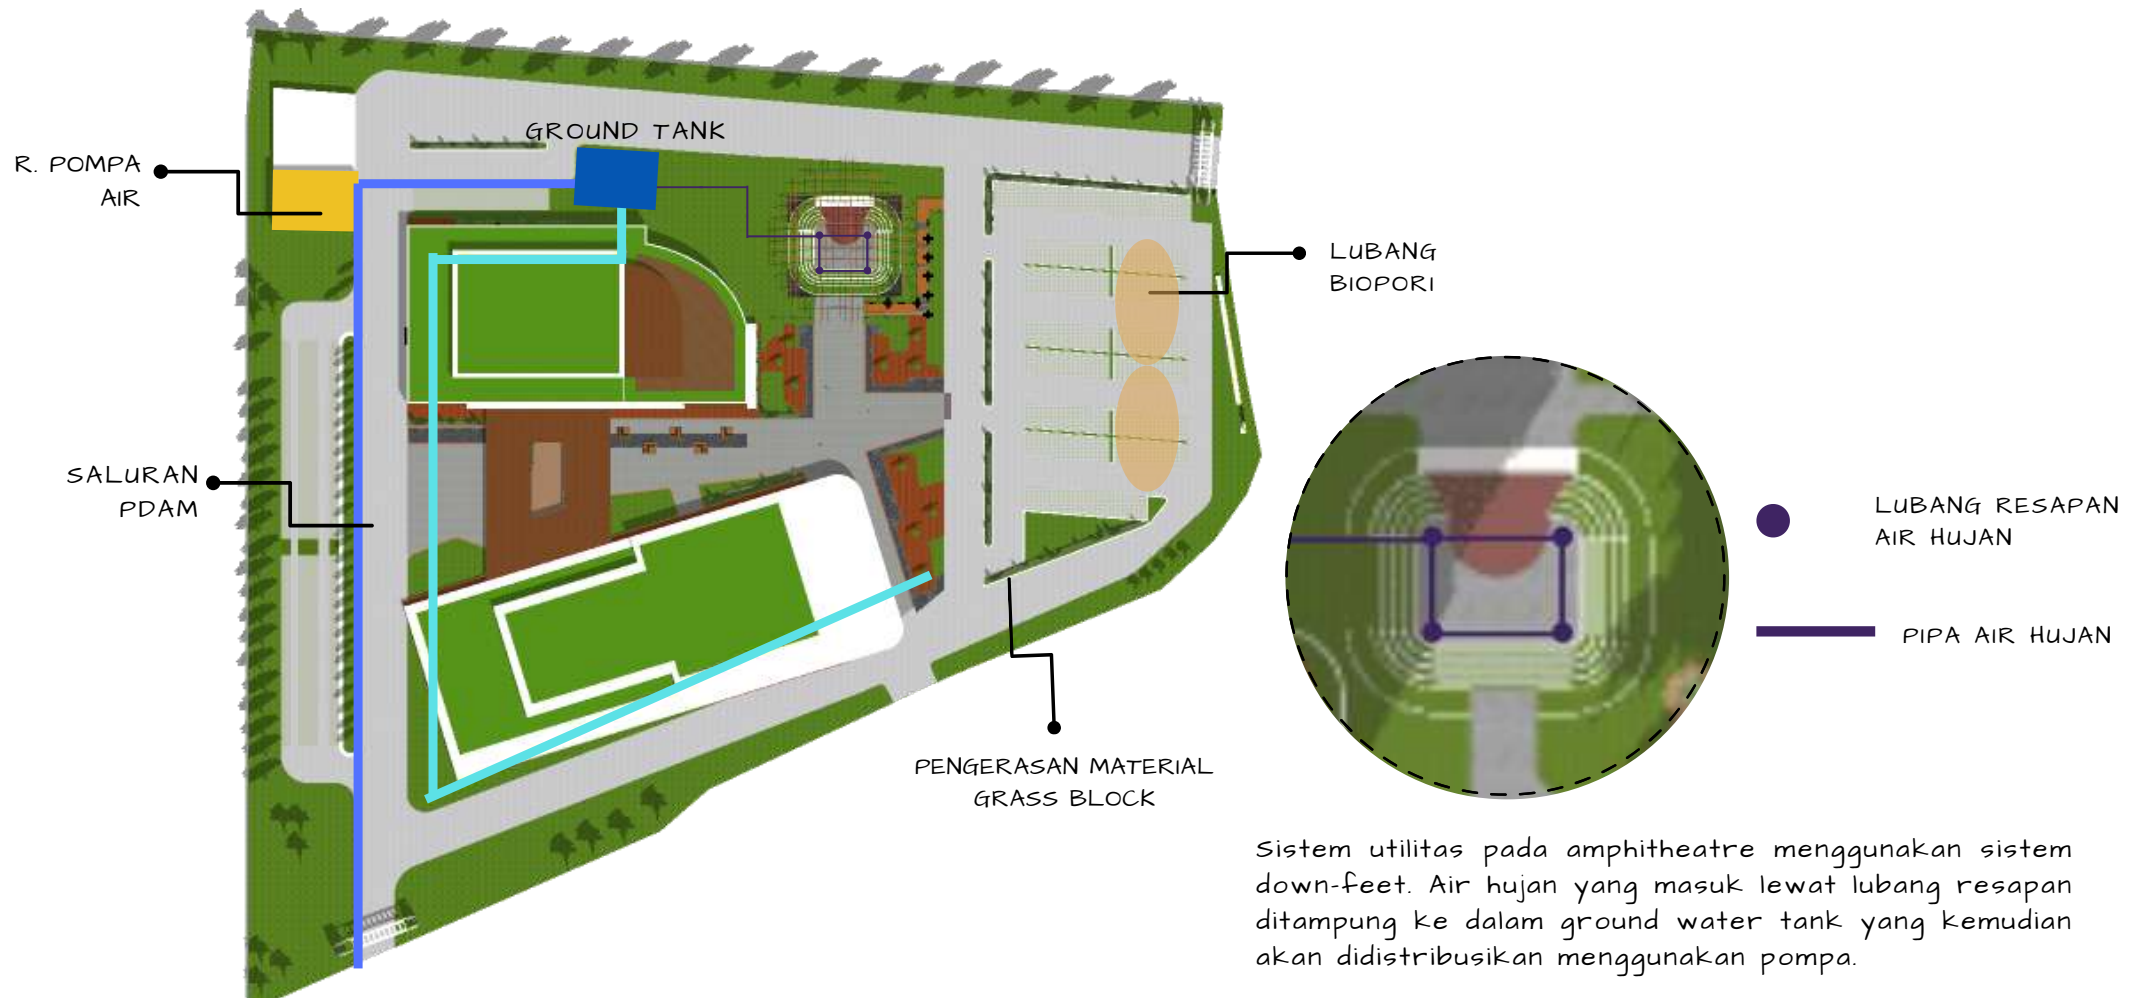 GROUND TANK
R. POMPA
AIR
LUBANG
BIOPORI
SALURAN
PDAM
LUBANG RESAPAN
AIR HUJAN
PIPA AIR HUJAN
PENGERASAN MATERIAL
GRASS BLOCK
Sistem utilitas pada amphitheatre menggunakan sistem
down-feet. Air hujan yang masuk lewat lubang resapan
ditampung ke dalam ground water tank yang kemudian
akan didistribusikan menggunakan pompa.